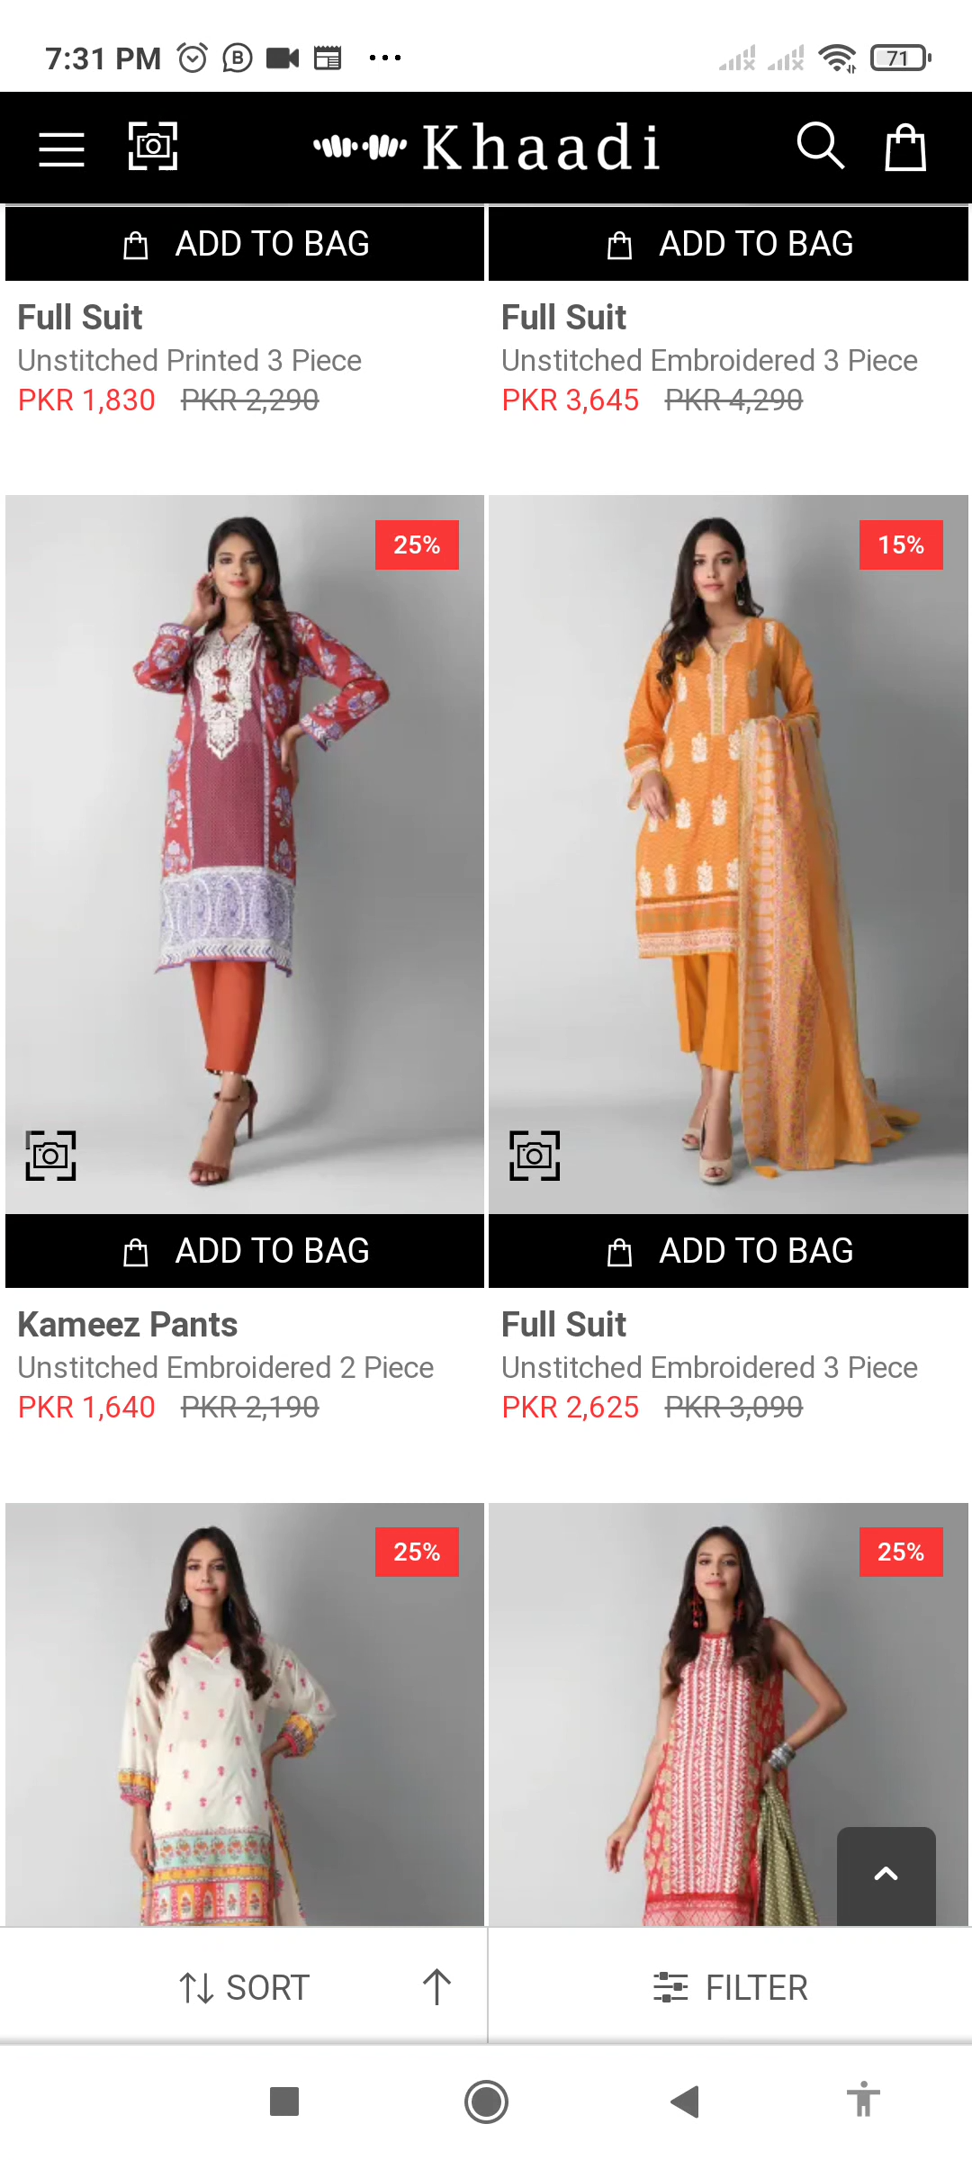 7:31 PM
71
Khaadi
ADD TO BAG
ADD TO BAG
Full Suit
Unstitched Printed 3 Piece
PKR 1,830 PKR 2,290
Full Suit
Unstitched Embroidered 3 Piece
PKR 3,645 PKR 4,290
25%
15%
ADD TO BAG
ADD TO BAG
Kameez Pants
Unstitched Embroidered 2 Piece
PKR 1,640 PKR 2,190
Full Suit
Unstitched Embroidered 3 Piece
PKR 2,625 PKR 3,090
25%
25%
SORT
FILTER